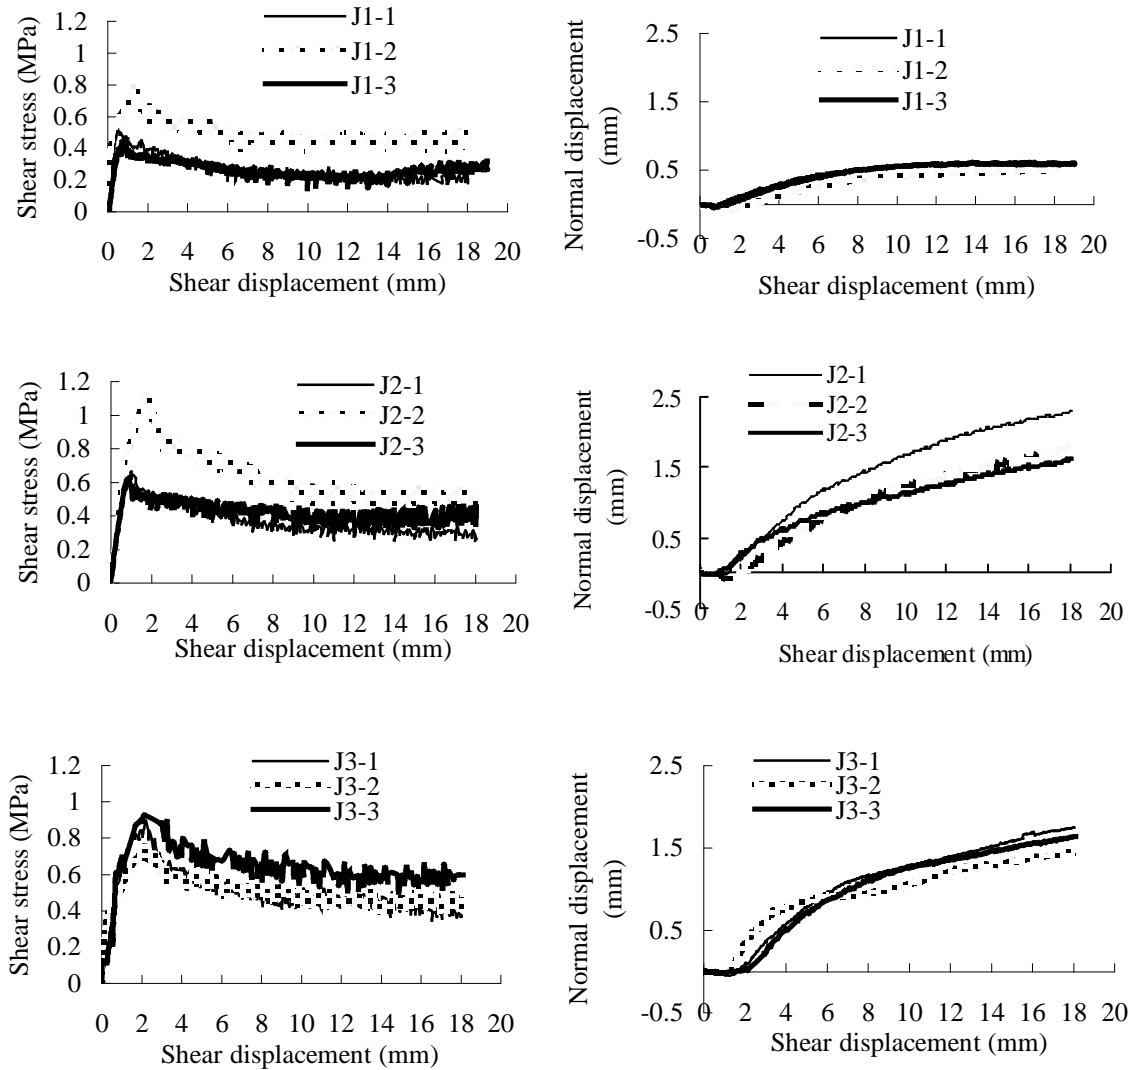 Shear stress (MPa)
1.2
1
0.8
0.6
0.4
0.2
0
J1-1
J1-2
J1-3
0 2 4 6 8 10 12 14 16 18 20
Shear displacement (mm)
Normal displacement
(mm)
2.5
1.5
0.5
-0.5
J1-1
J1-2
J1-3
0 2 4 6 8 10 12 14 16 18 20
Shear displacement (mm)
Shear stress (MPa)
1.2
1
0.8
0.6
0.4
0.2
0
J2-1
J2-2
J2-3
0 2 4 6 8 10 12 14 16 18 20
Shear displacement (mm)
Normal displacement
(mm)
2.5
1.5
0.5
-0.5
J2-1
J2-2
J2-3
0 2 4 6 8 10 12 14 16 18 20
Shear displacement (mm)
Shear stress (MPa)
1.2
1
0.8
0.6
0.4
0.2
0
J3-1
J3-2
J3-3
0 2 4 6 8 10 12 14 16 18 20
Shear displacement (mm)
Normal displacement
(mm)
2.5
1.5
0.5
-0.5
J3-1
J3-2
J3-3
0 2 4 6 8 10 12 14 16 18 20
Shear displacement (mm)